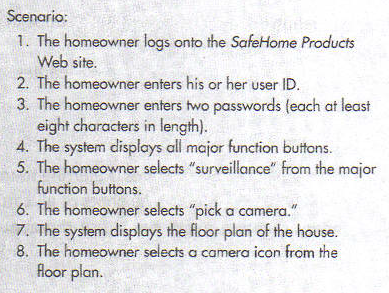 Scenario:
1. The homeowner logs onto the SafeHome Products
Web site.
2. The homeowner enters his or her user ID.
3. The homeowner enters two passwords (each at least
eight characters in length).
4. The system displays all major function buttons.
5. The homeowner selects “surveillance” from the major
function buttons.
6. The homeowner selects “pick a camera.”
7. The system displays the floor plan of the house.
8. The homeowner selects a camera icon from the
floor plan.